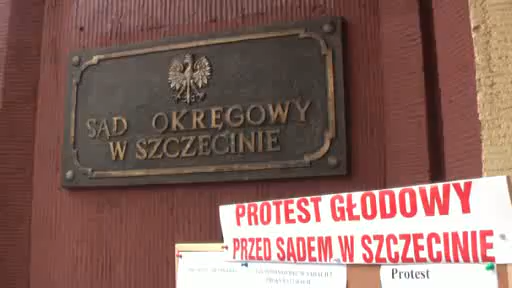 SĄD OKRĘGOWY
W SZCZECINIE
PROTEST GŁODOWY
PRZED SĄDEM W SZCZECINIE
Protest